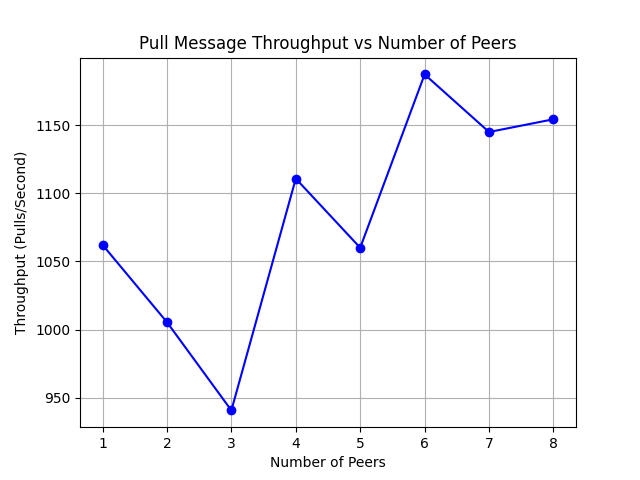 Pull Message Throughput vs Number of Peers
Throughput (Pulls/Second)
1150
1100
1050
1000
950
1 2 3 4 5 6 7 8
Number of Peers